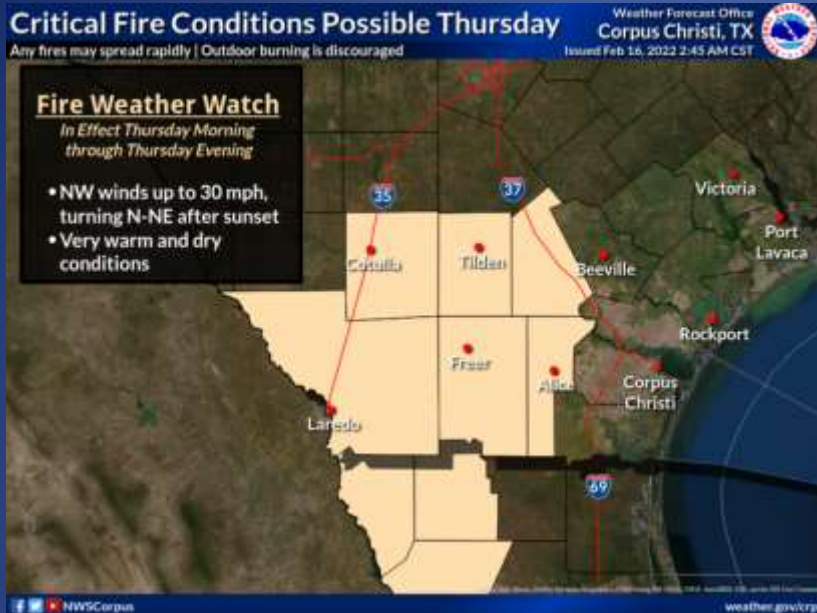 Critical Fire Conditions Possible Thursday
Any fires may spread rapidly | Outdoor burning is discouraged
Weather Forecast Office
Corpus Christi, TX
Issued Feb 16, 2022 2:45 AM CST
Fire Weather Watch
In Effect Thursday Morning
through Thursday Evening
• NW winds up to 30 mph,
turning N-NE after sunset
• Very warm and dry
conditions
35
37
Victoria
Port
Lavaca
Cotulla
Tilden
Beeville
Rockport
Freer
Alice
Corpus
Christi
Laredo
69
NWSCorpus
weather.gov/crp